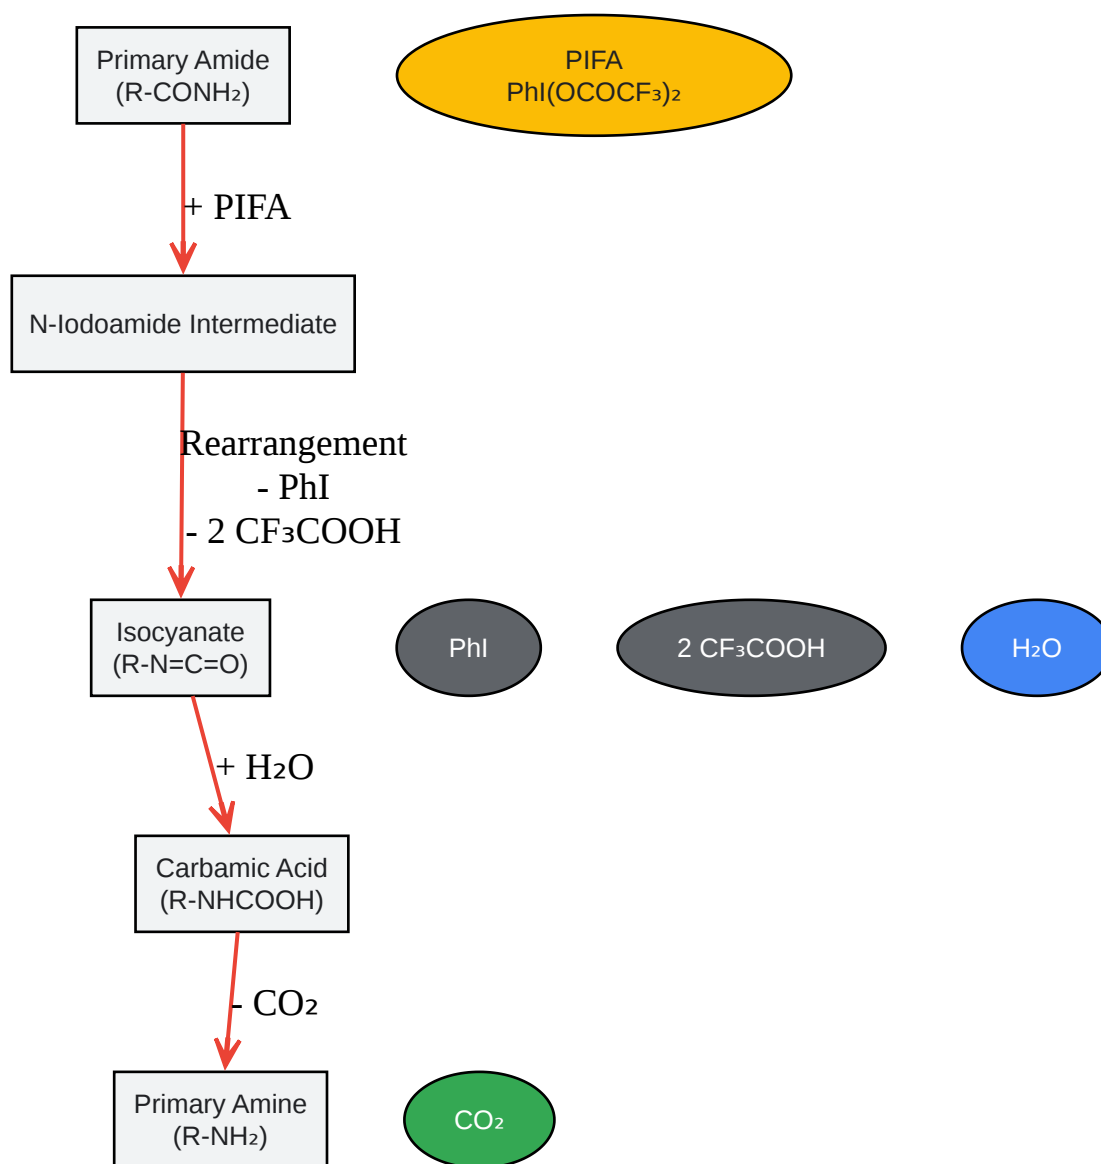 Primary Amide
(R-CONH₂)
PIFA
PhI(OCOCF₃)₂
+ PIFA
N-Iodoamide Intermediate
Rearrangement
- PhI
- 2 CF₃COOH
Isocyanate
(R-N=C=O)
PhI
2 CF₃COOH
H₂O
+ H₂O
Carbamic Acid
(R-NHCOOH)
- CO₂
Primary Amine
(R-NH₂)
CO₂